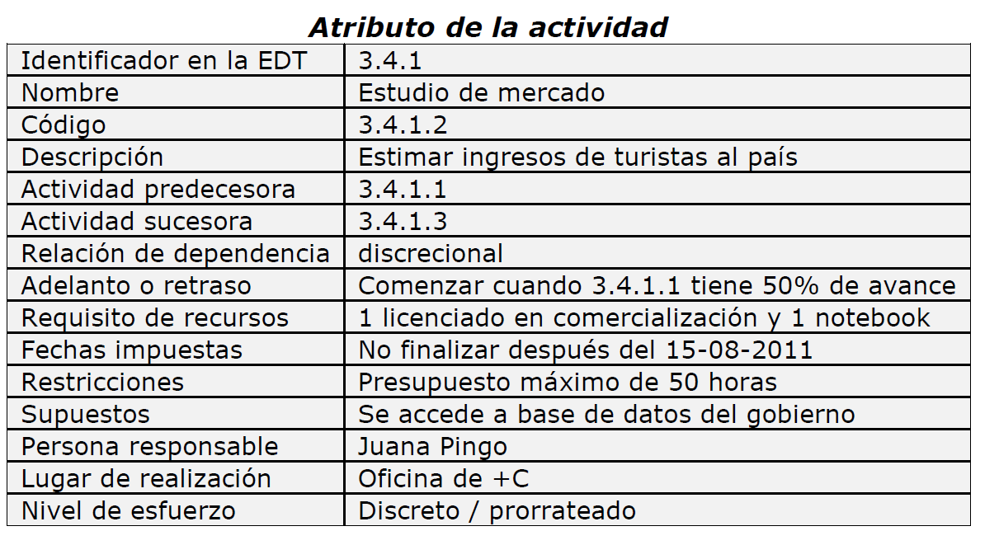 Atributo de la actividad
Identificador en la EDT 3.4.1
Nombre Estudio de mercado
Código 3.4.1.2
Descripción Estimar ingresos de turistas al país
Actividad predecesora 3.4.1.1
Actividad sucesora 3.4.1.3
Relación de dependencia discrecional
Adelanto o retraso Comenzar cuando 3.4.1.1 tiene 50% de avance
Requisito de recursos 1 licenciado en comercialización y 1 notebook
Fechas impuestas No finalizar después del 15-08-2011
Restricciones Presupuesto máximo de 50 horas
Supuestos Se accede a base de datos del gobierno
Persona responsable Juana Pingo
Lugar de realización Oficina de +C
Nivel de esfuerzo Discreto / prorrateado